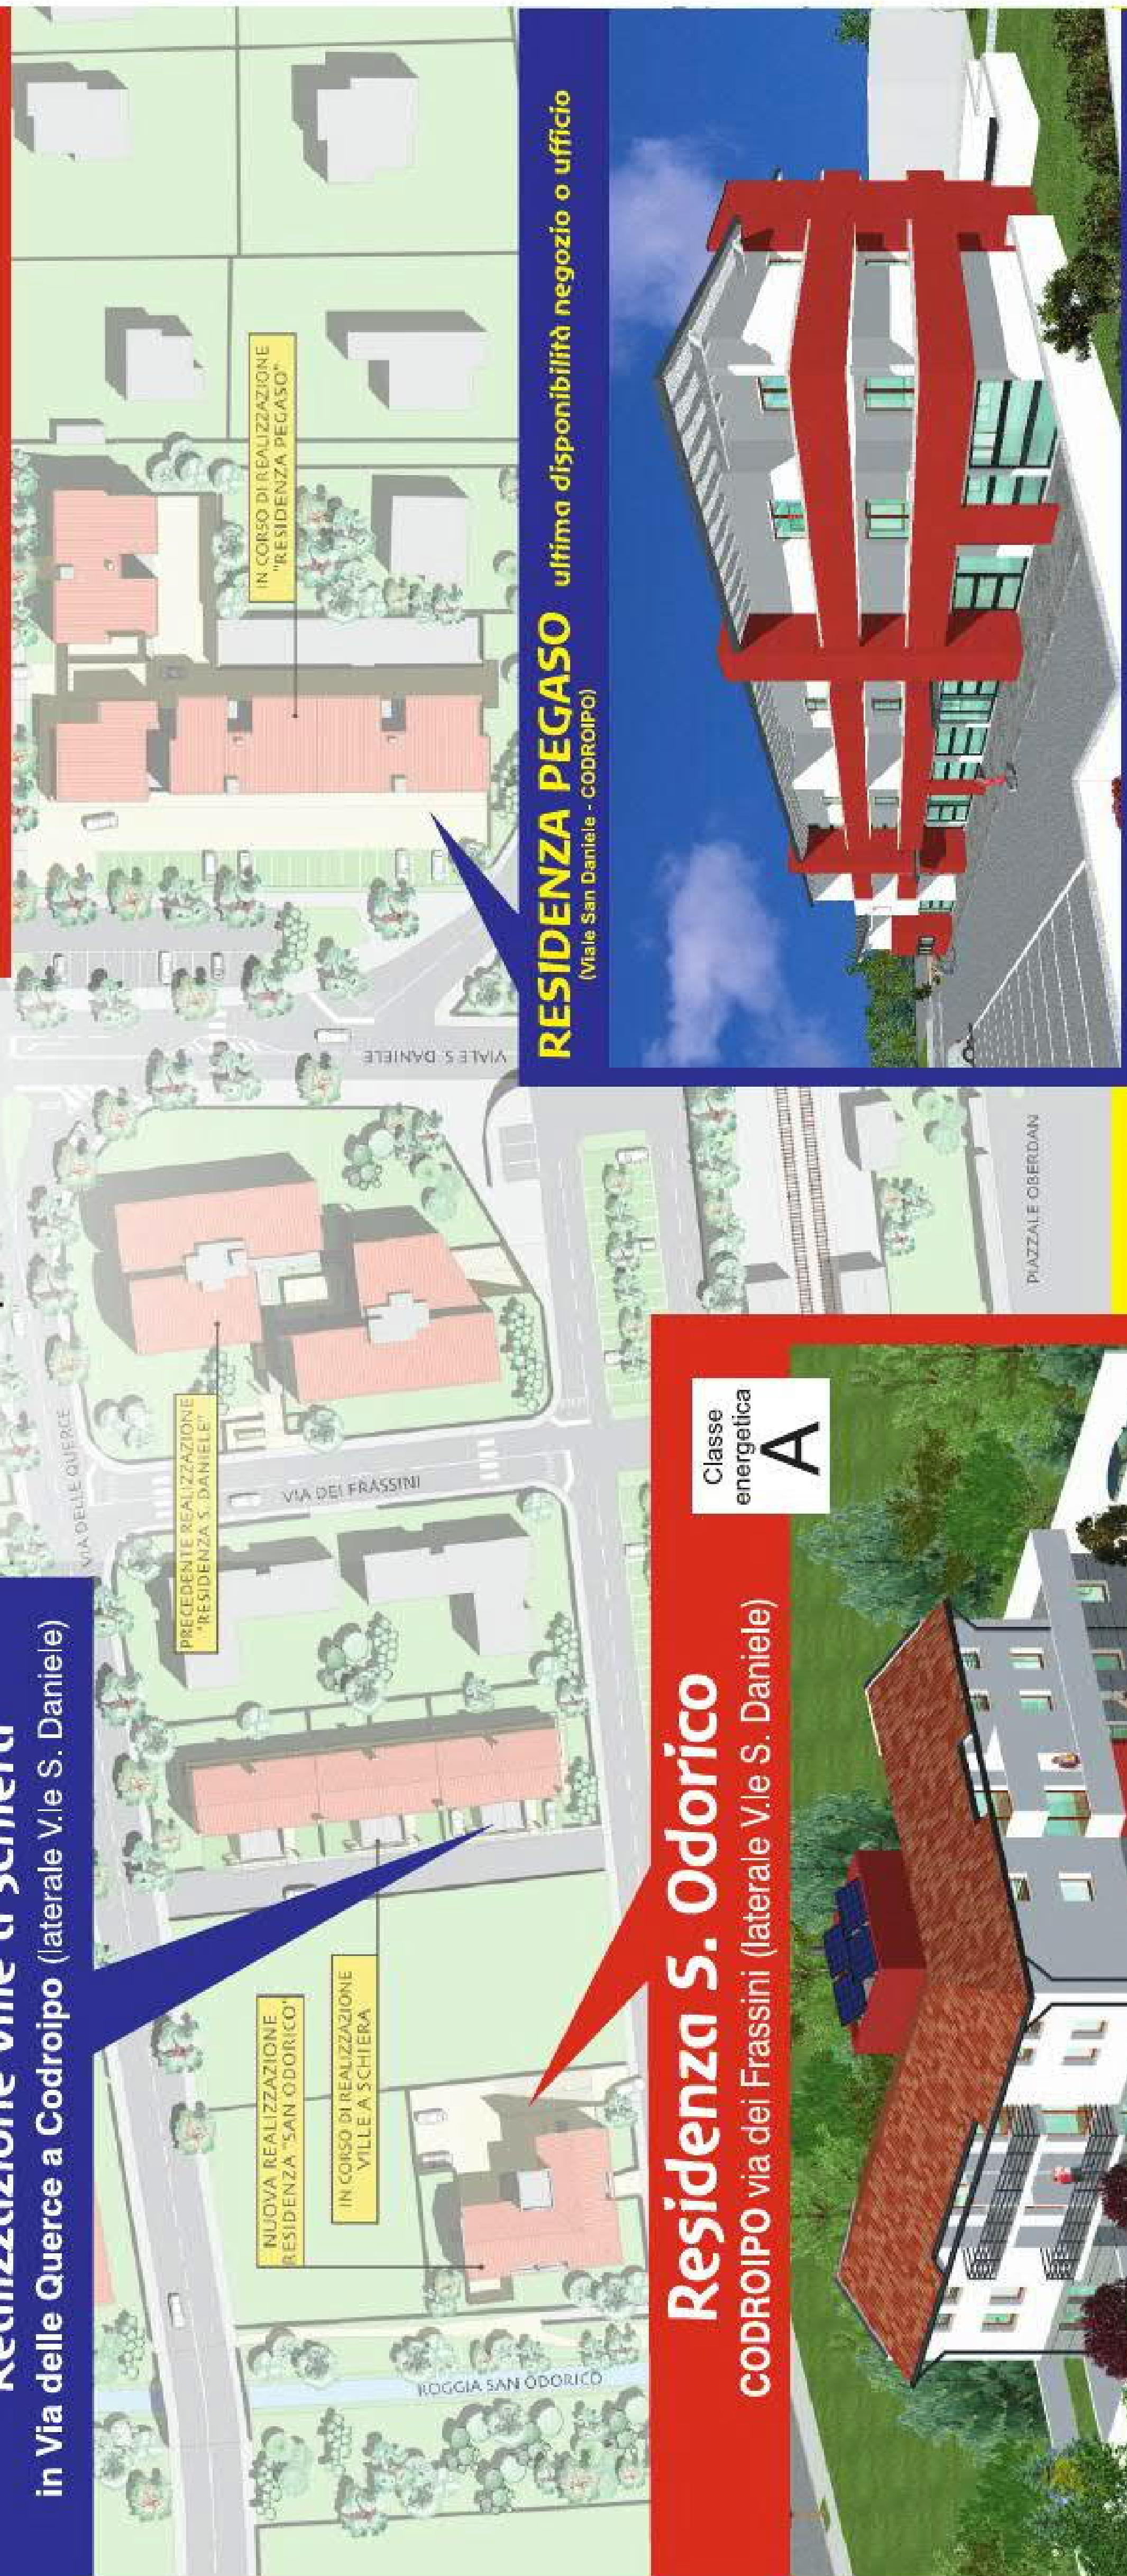 Realizzazione Ville a Schiera
in Via delle Querce a Codroipo (laterale V.le S. Daniele)
VIA DELLE QUERCE
PRECEDENTE REALIZZAZIONE
"RESIDENZA S. DANIELE"
VIA DEI FRASSINI
NUOVA REALIZZAZIONE
RESIDENZA "SAN ODORICO"
IN CORSO DI REALIZZAZIONE
VILLE A SCHIERA
ROGGIA SAN ODORICO
IN CORSO DI REALIZZAZIONE
"RESIDENZA PEGASO"
VIALE S. DANIELE
RESIDENZA PEGASO ultima disponibilità negozio o ufficio
(Viale San Daniele - CODROIPO)
PIAZZALE OBERDAN
Residenza S. Odorico
CODROIPO via dei Frassini (laterale V.le S. Daniele)
Classe
energetica
A